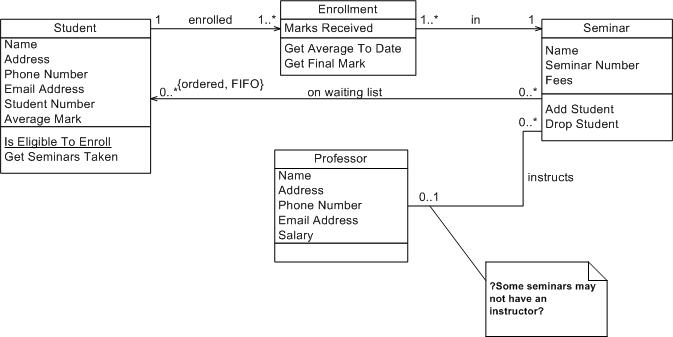 Student
Name
Address
Phone Number
Email Address
Student Number
Average Mark
Is Eligible To Enroll
Get Seminars Taken
1 enrolled 1..*
Enrollment
Marks Received
Get Average To Date
Get Final Mark
1..* in 1
Seminar
Name
Seminar Number
Fees
Add Student
Drop Student
{ordered, FIFO}
0..* on waiting list 0..*
0..*
instructs
0..1
Professor
Name
Address
Phone Number
Email Address
Salary
?Some seminars may
not have an
instructor?